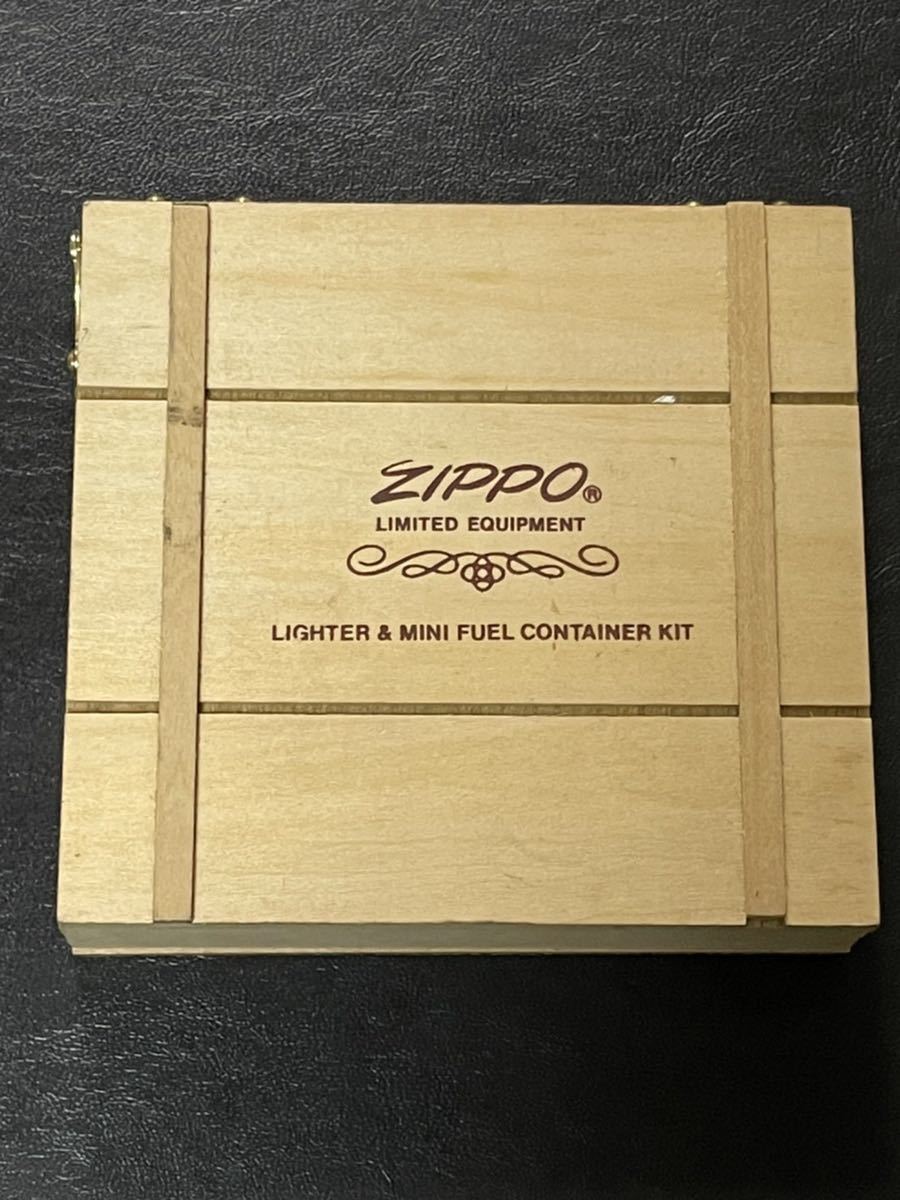 ZIPPO®
LIMITED EQUIPMENT
LIGHTER & MINI FUEL CONTAINER KIT